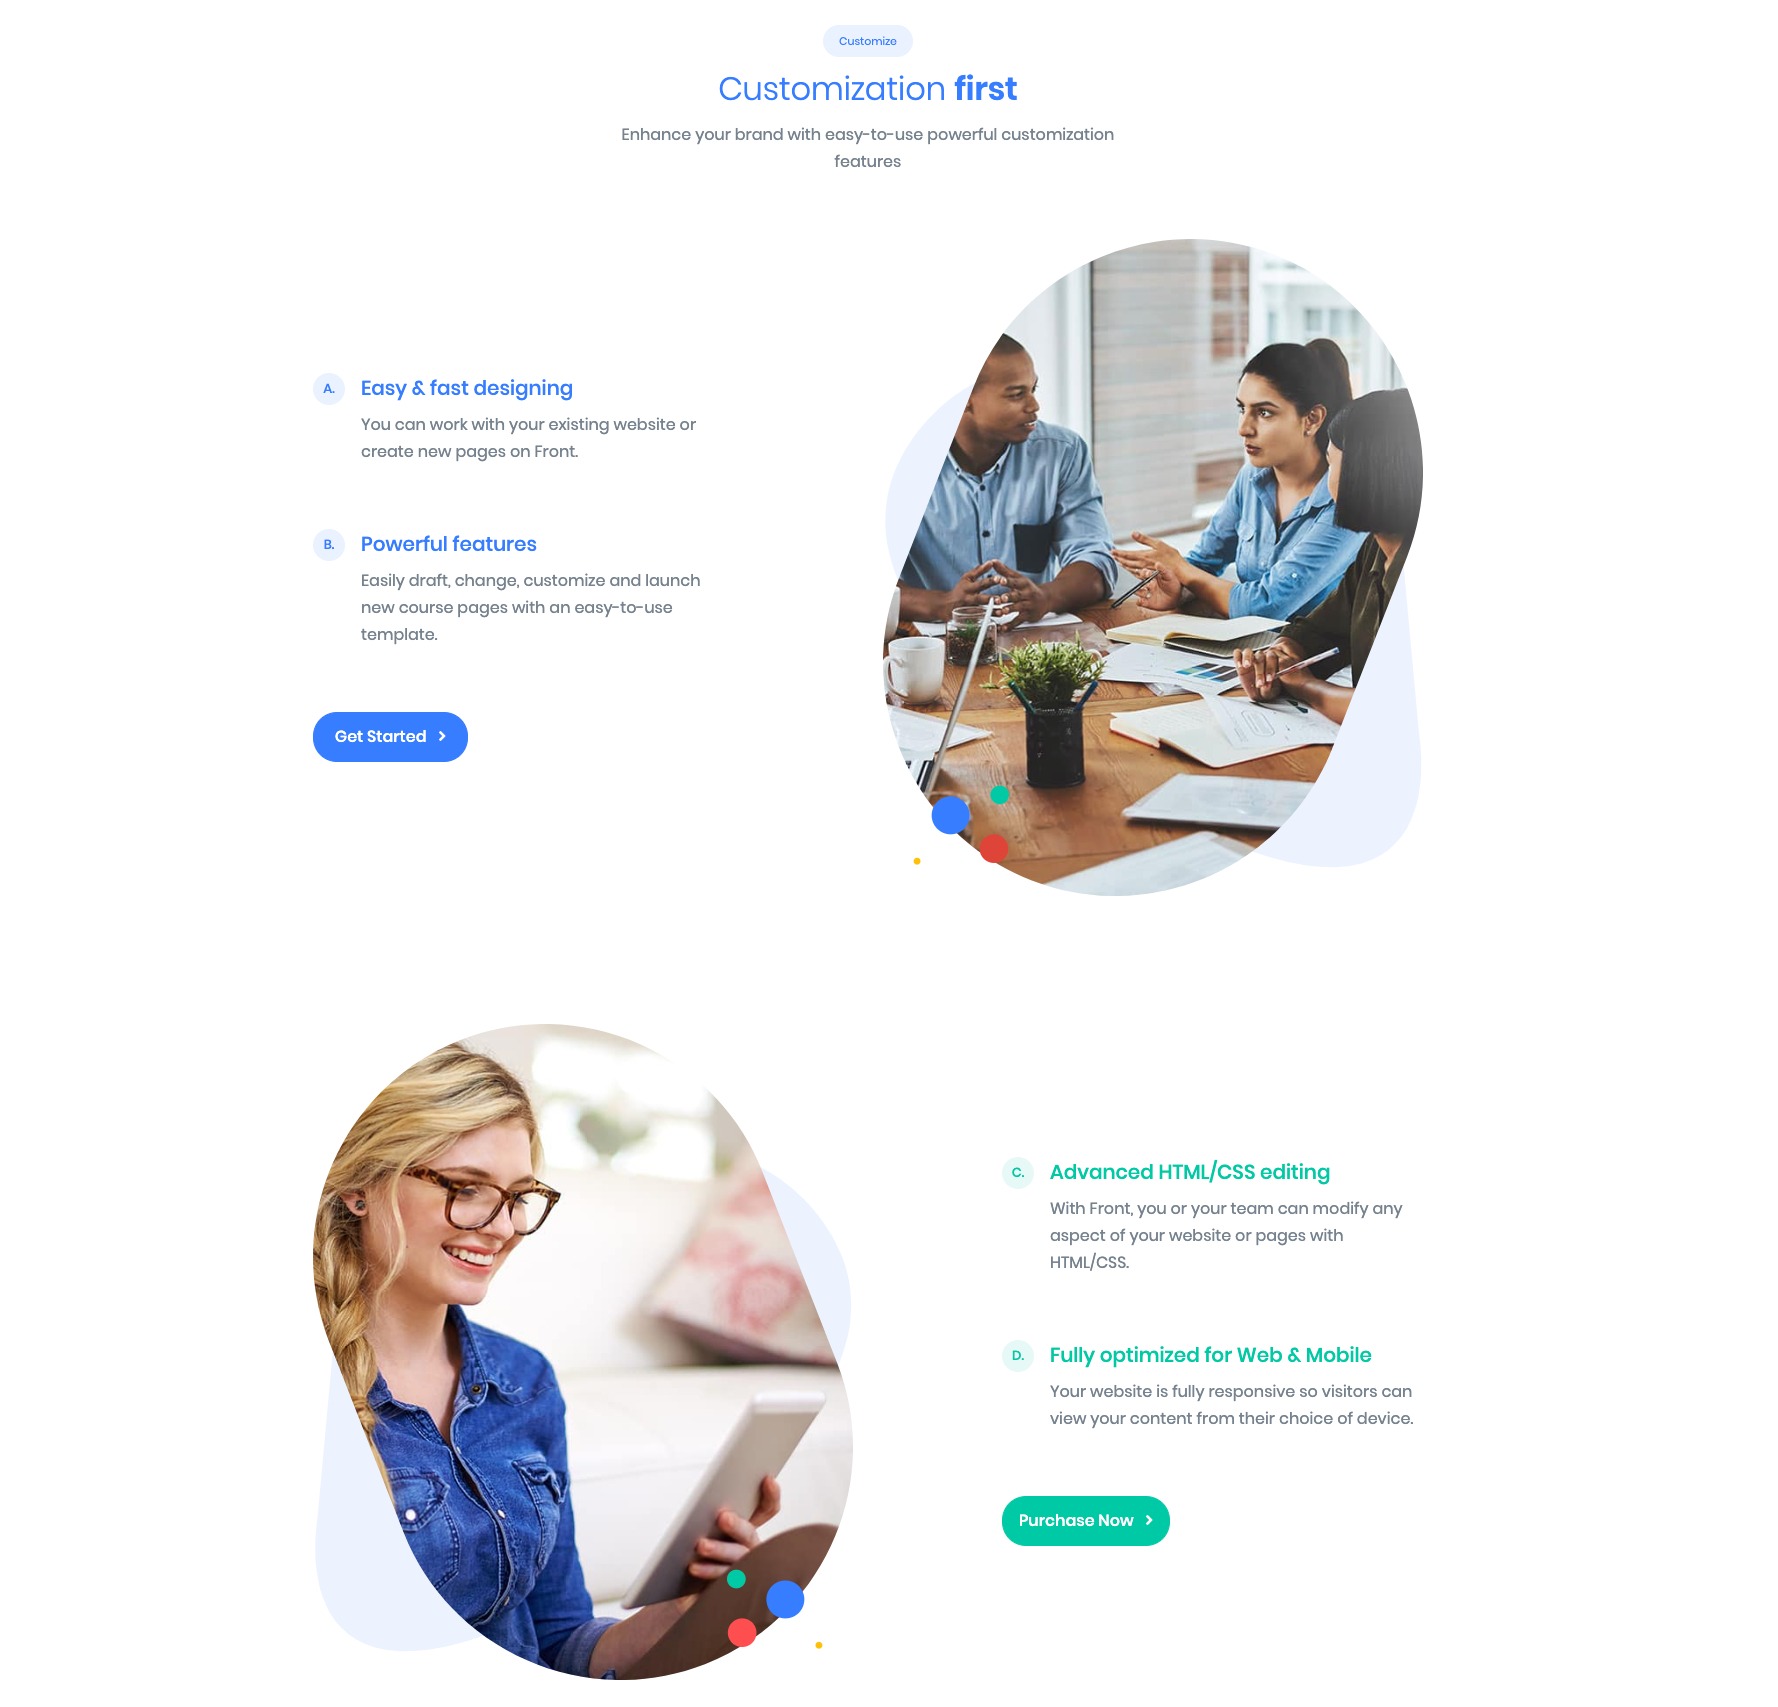 Customize
Customization first
Enhance your brand with easy-to-use powerful customization
features
A.
Easy & fast designing
You can work with your existing website or
create new pages on Front.
B.
Powerful features
Easily draft, change, customize and launch
new course pages with an easy-to-use
template.
Get Started
C.
Advanced HTML/CSS editing
With Front, you or your team can modify any
aspect of your website or pages with
HTML/CSS.
D.
Fully optimized for Web & Mobile
Your website is fully responsive so visitors can
view your content from their choice of device.
Purchase Now